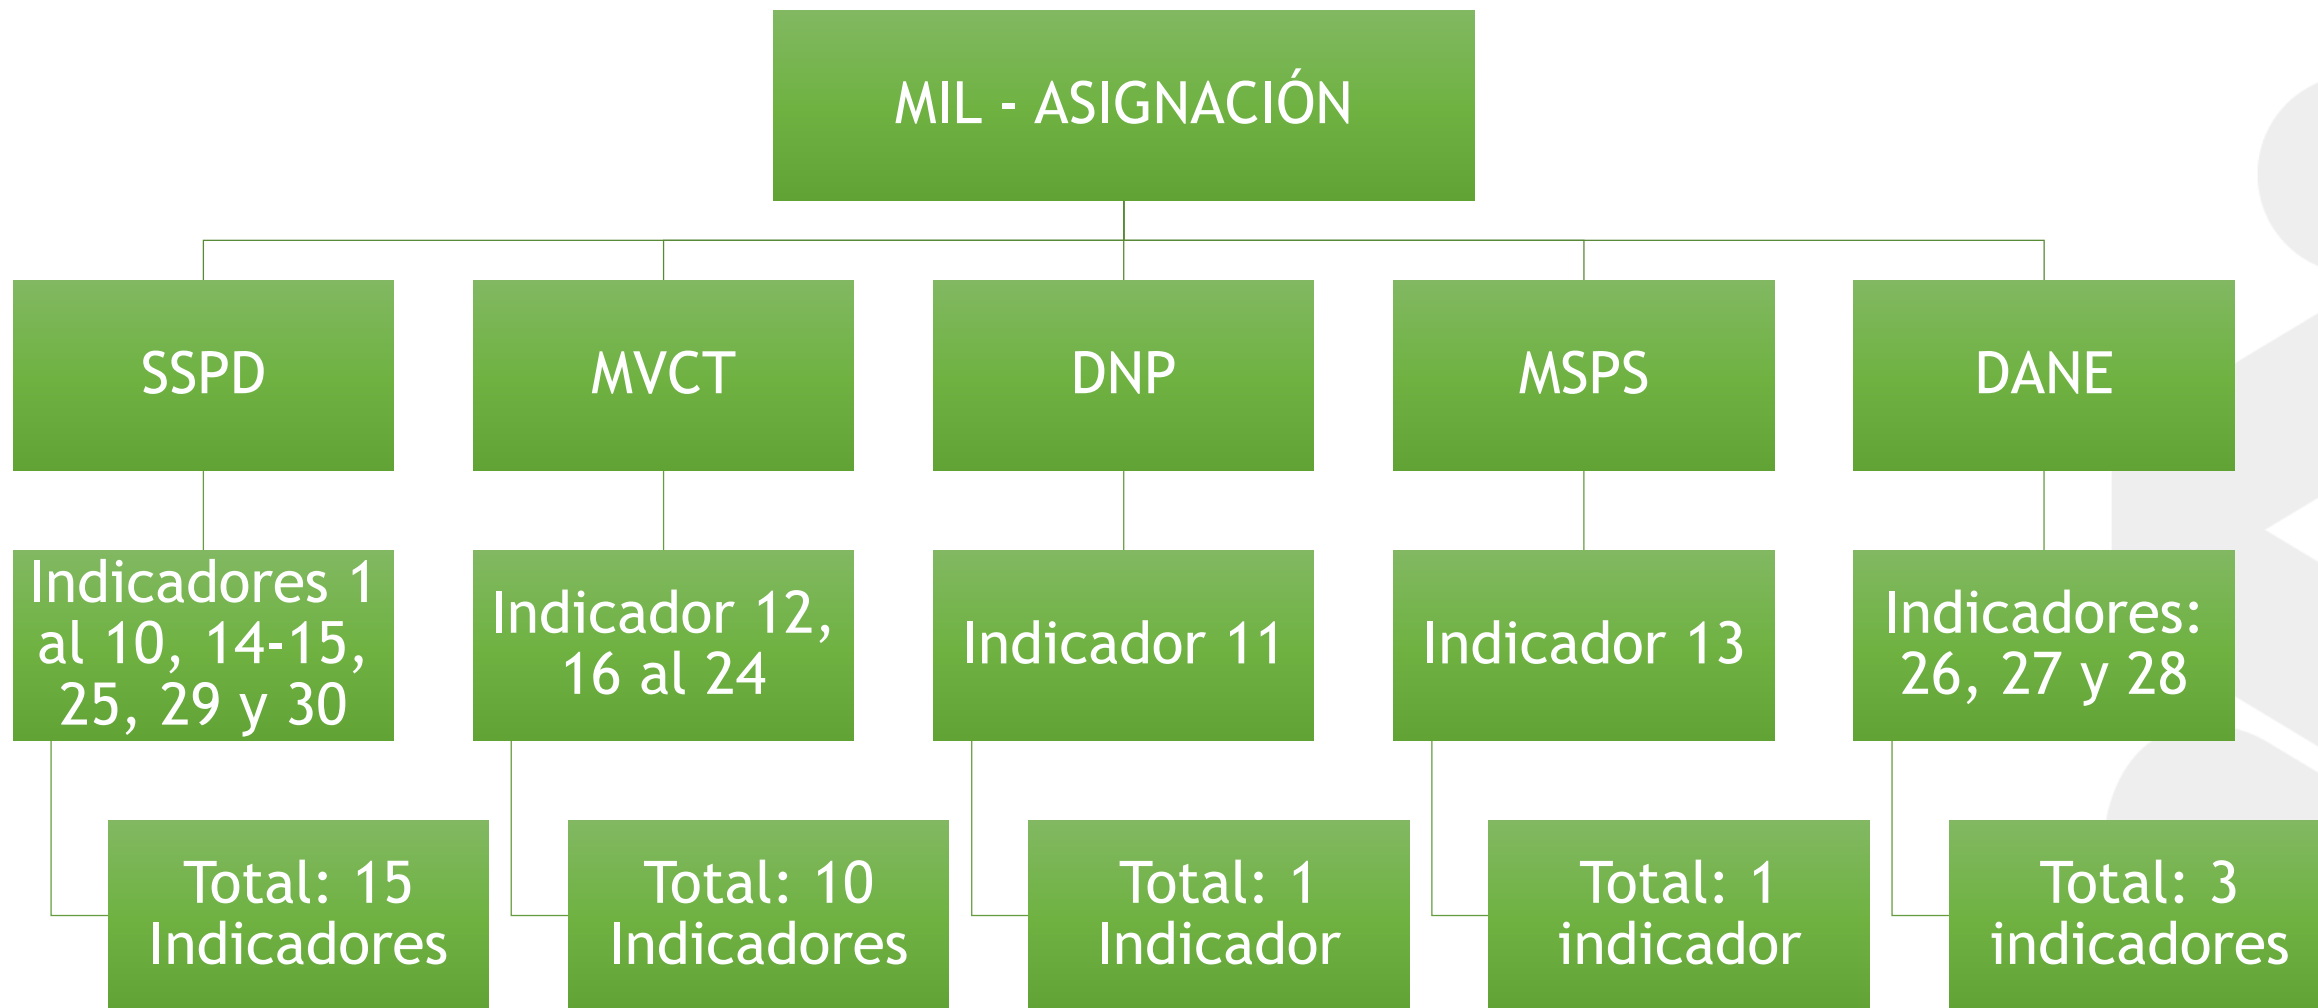 MIL - ASIGNACIÓN
SSPD
MVCT
DNP
MSPS
DANE
Indicadores 1
al 10, 14-15,
25, 29 y 30
Indicador 12,
16 al 24
Indicador 11
Indicador 13
Indicadores:
26, 27 y 28
Total: 15
Indicadores
Total: 10
Indicadores
Total: 1
Indicador
Total: 1
indicador
Total: 3
indicadores